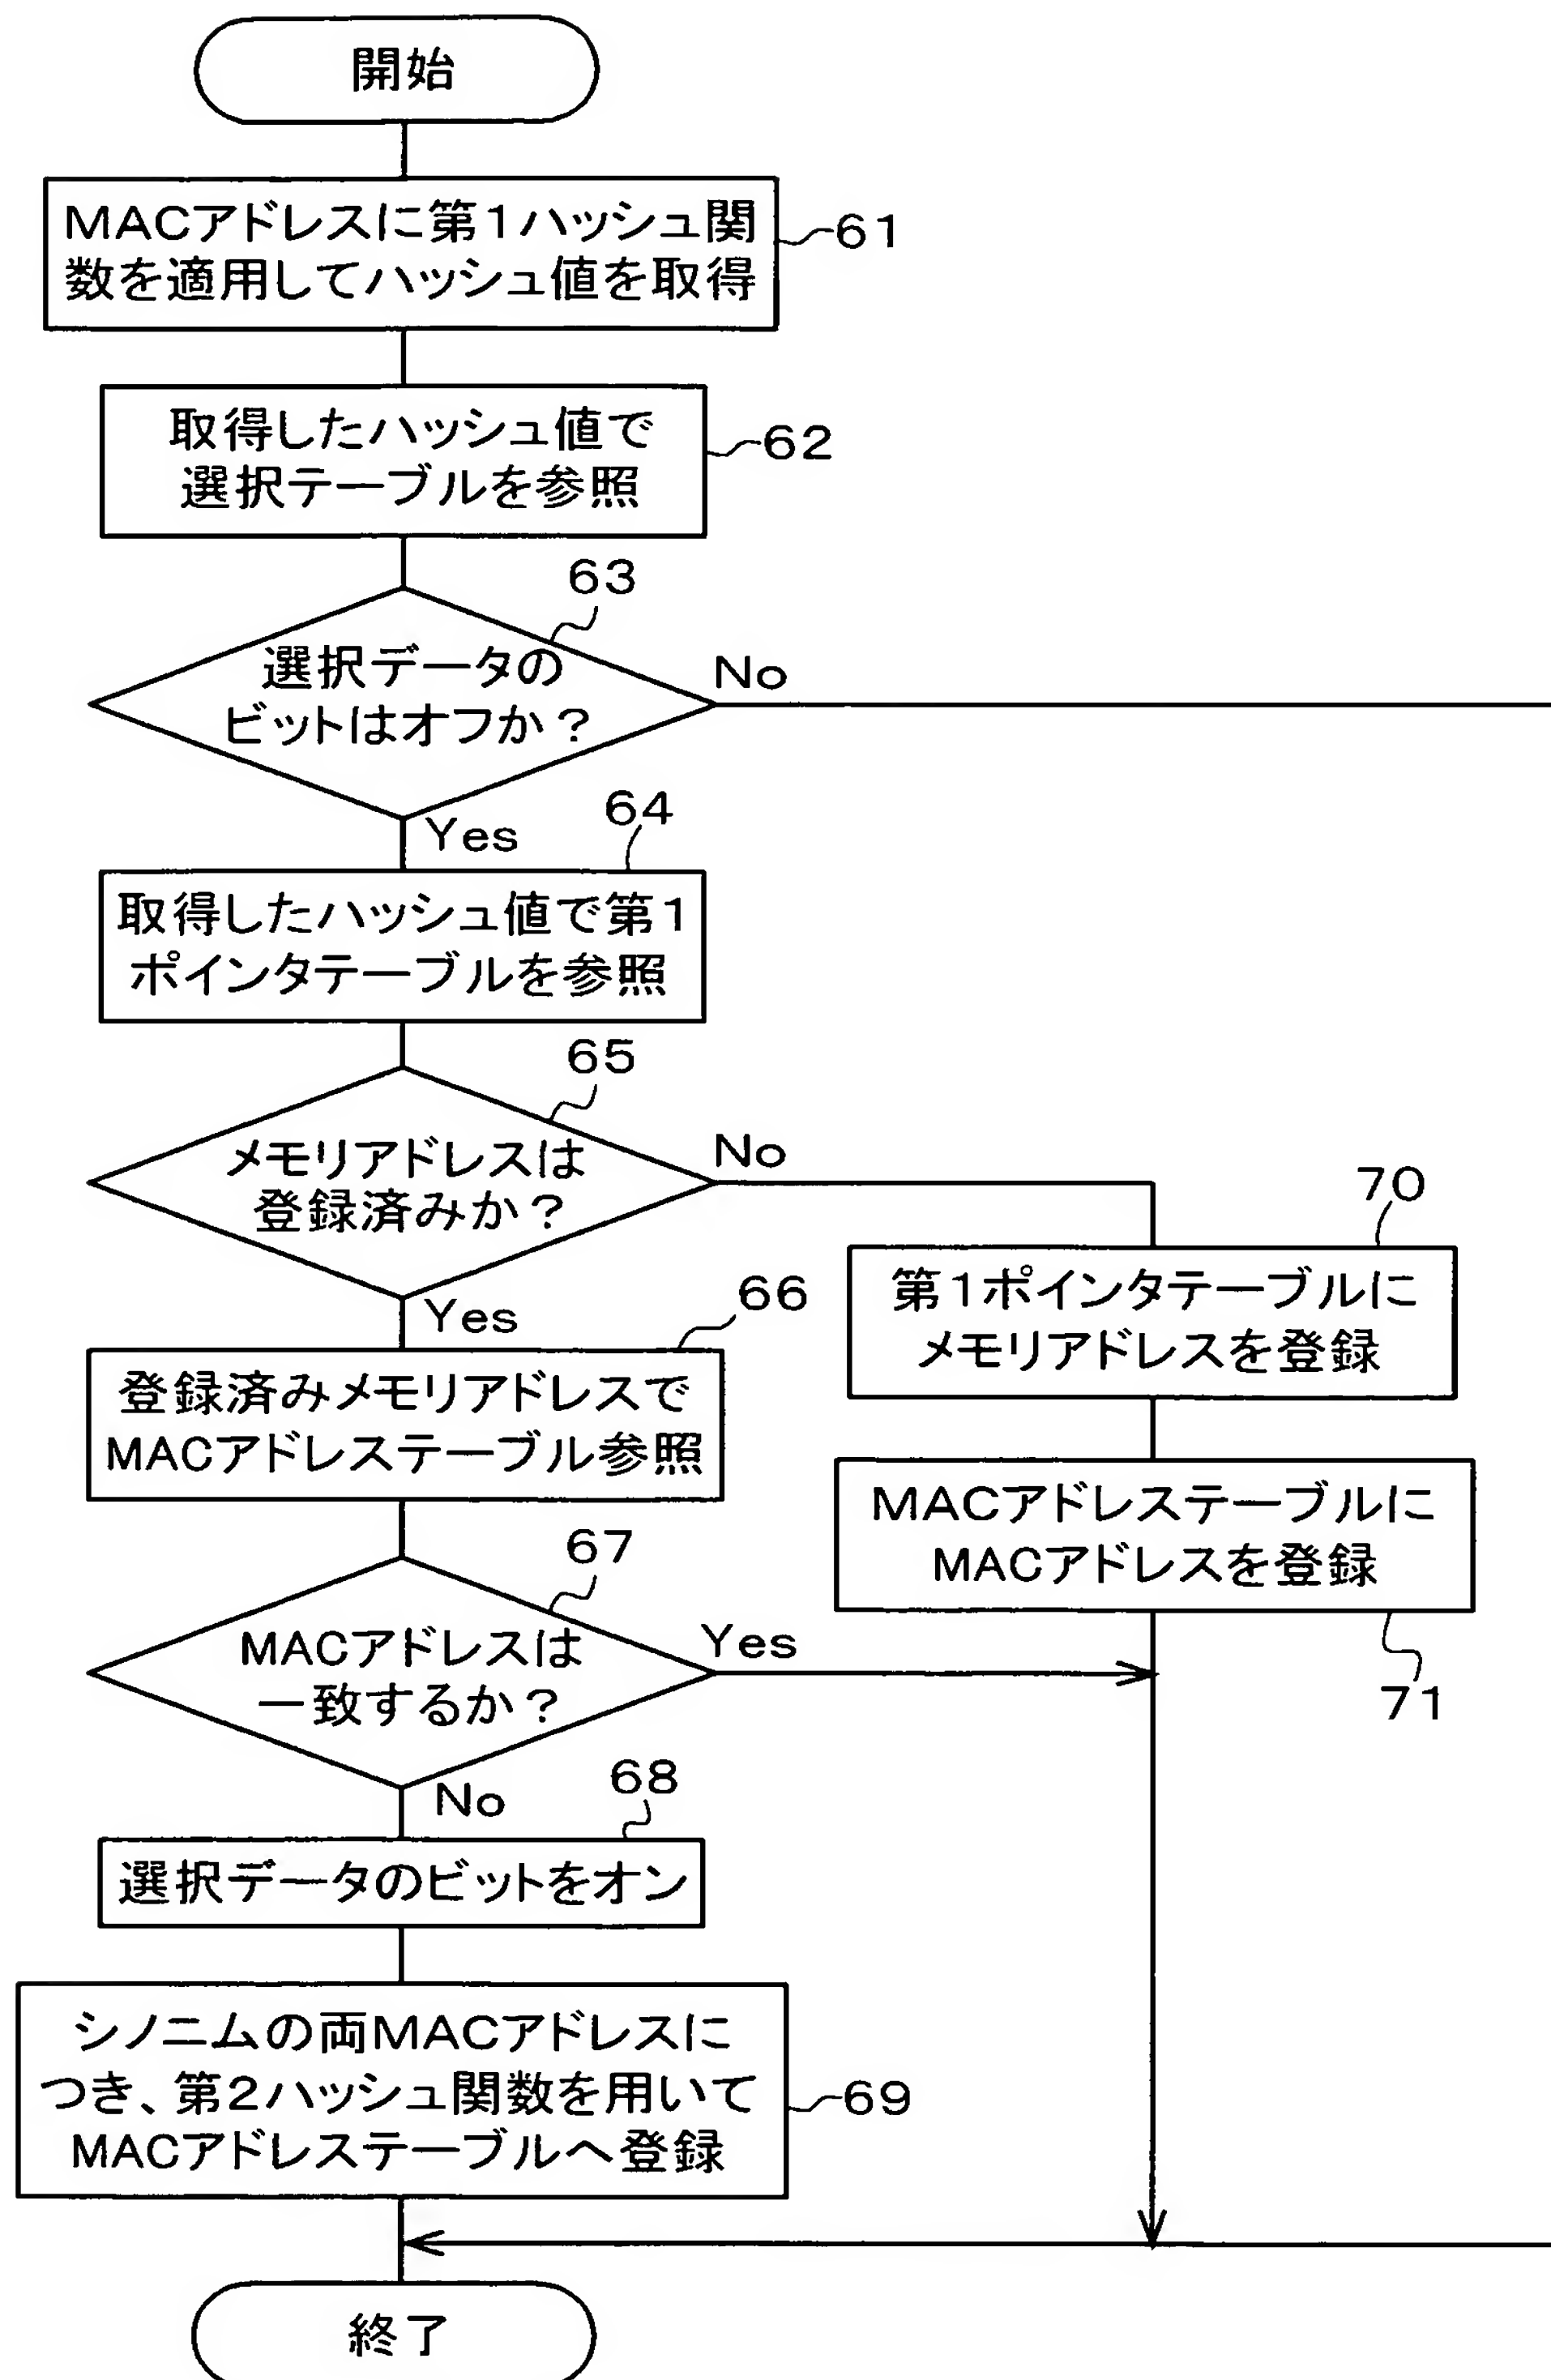 開始
MACアドレスに第1ハッシュ関
数を適用してハッシュ値を取得
61
取得したハッシュ値で
選択テーブルを参照
62
63
選択データの
ビットはオフか？
No
Yes
64
取得したハッシュ値で第1
ポインタテーブルを参照
65
メモリアドレスは
登録済みか？
No
Yes
70
第1ポインタテーブルに
メモリアドレスを登録
66
登録済みメモリアドレスで
MACアドレステーブル参照
MACアドレステーブルに
MACアドレスを登録
71
67
MACアドレスは
一致するか？
Yes
No
68
選択データのビットをオン
シノニムの両MACアドレスに
つき、第2ハッシュ関数を用いて
MACアドレステーブルへ登録
69
終了